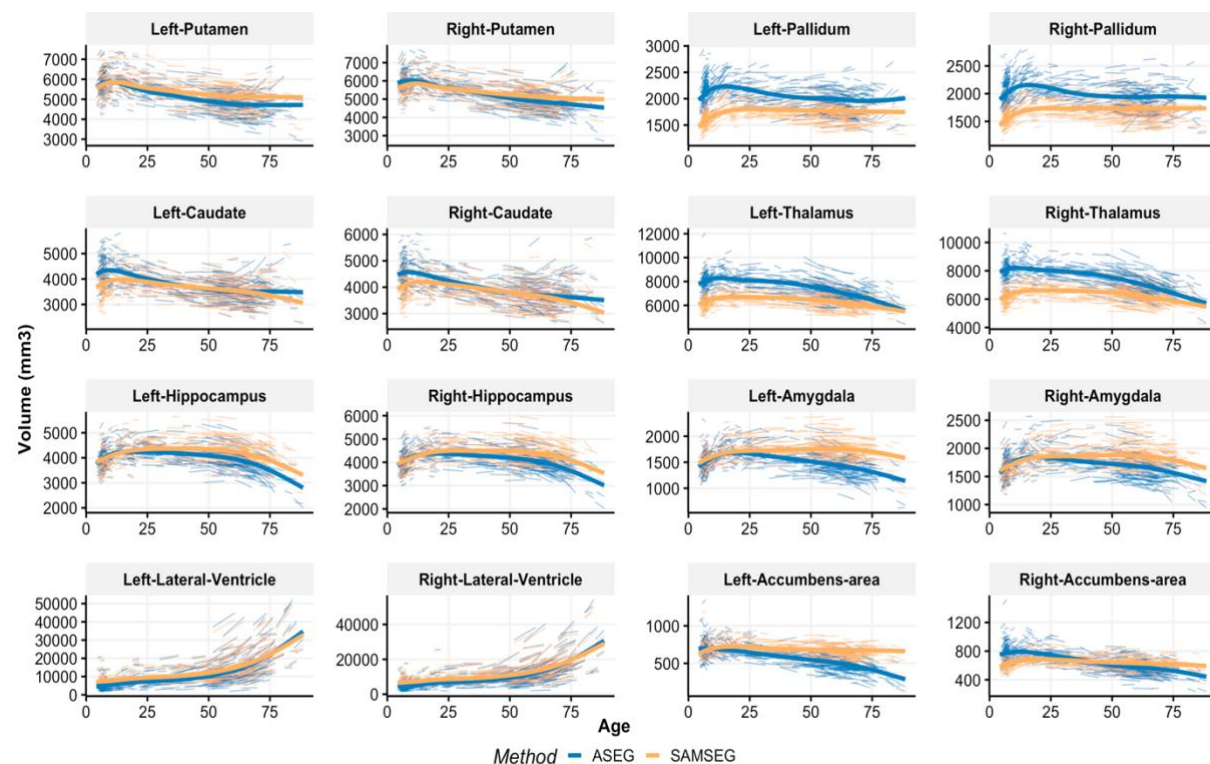 Left-Putamen
Right-Putamen
Left-Pallidum
Right-Pallidum
7000
6000
5000
4000
3000
0 25 50 75
7000
6000
5000
4000
3000
0 25 50 75
3000
2500
2000
1500
0 25 50 75
2500
2000
1500
0 25 50 75
Left-Caudate
Right-Caudate
Left-Thalamus
Right-Thalamus
5000
4000
3000
0 25 50 75
6000
5000
4000
3000
0 25 50 75
12000
10000
8000
6000
0 25 50 75
10000
8000
6000
4000
0 25 50 75
Volume (mm3)
Left-Hippocampus
Right-Hippocampus
Left-Amygdala
Right-Amygdala
5000
4000
3000
2000
0 25 50 75
6000
5000
4000
3000
2000
0 25 50 75
2000
1500
1000
0 25 50 75
2500
2000
1500
1000
0 25 50 75
Left-Lateral-Ventricle
Right-Lateral-Ventricle
Left-Accumbens-area
Right-Accumbens-area
50000
40000
30000
20000
10000
0
0 25 50 75
40000
20000
0
0 25 50 75
1000
500
0 25 50 75
1200
800
400
0 25 50 75
Age
Method ASEG SAMSEG